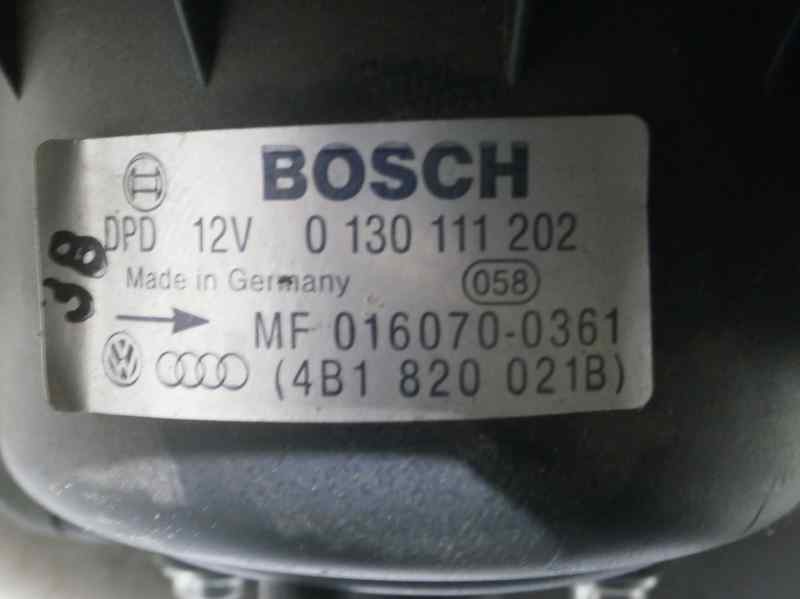 BOSCH
DPD 12V 0 130 111 202
Made in Germany 058
MF 016070-0361
(4B1 820 021B)